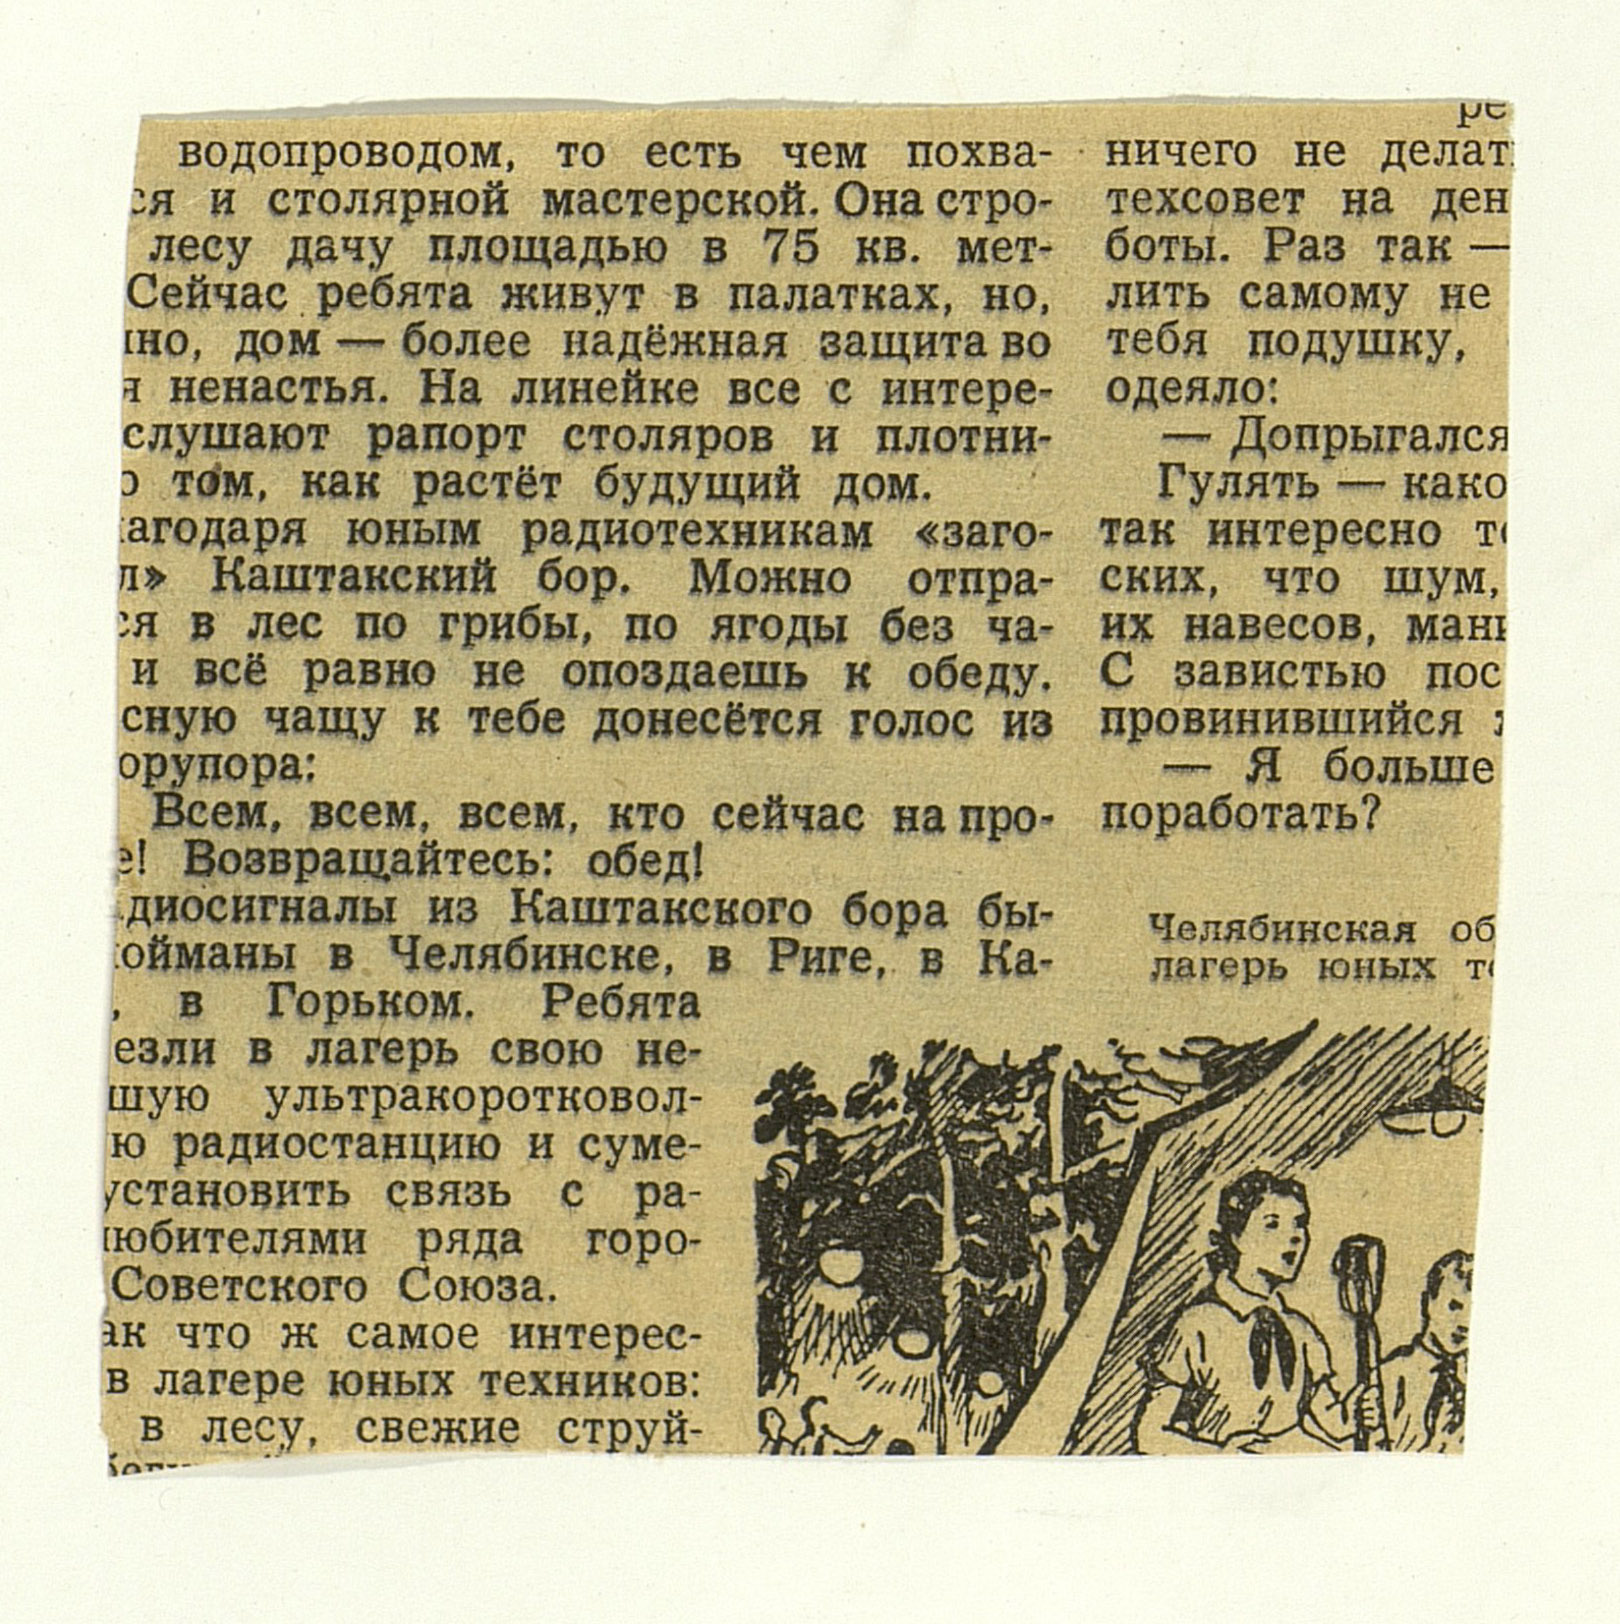 водопроводом, то есть чем похва-
ся и столярной мастерской. Она стро-
лесу дачу площадью в 75 кв. мет-
Сейчас ребята живут в палатках, но,
но, дом — более надёжная защита во
я ненастья. На линейке все с интере-
слушают рапорт столяров и плотни-
о том, как растёт будущий дом.
агодаря юным радиотехникам «заго-
л» Каштакский бор. Можно отпра-
ся в лес по грибы, по ягоды без ча-
и всё равно не опоздаешь к обеду.
сную чащу к тебе донесётся голос из
орупора:
Всем, всем, всем, кто сейчас на про-
е! Возвращайтесь: обед!
диосигналы из Каштакского бора бы-
ойманы в Челябинске, в Риге, в Ка-
, в Горьком. Ребята
езли в лагерь свою не-
шую ультракоротковол-
ю радиостанцию и суме-
установить связь с ра-
любителями ряда горо-
Советского Союза.
ак что ж самое интерес-
в лагере юных техников:
в лесу, свежие струй-
ре
ничего не делат
техсовет на ден
боты. Раз так —
лить самому не
тебя подушку,
одеяло:
— Допрыгался
Гулять — како
так интересно т
ских, что шум,
их навесов, ман
С завистью пос
провинившийся
— Я больше
поработать?
Челябинская об
лагерь юных т